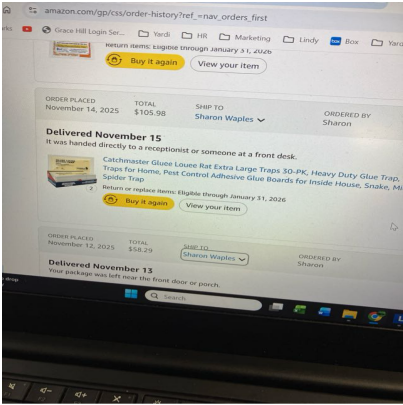 amazon.com/gp/css/order-history?ref_=nav_orders_first
Grace Hill Login Ser... Yardi HR Marketing Lindy Box
Return items: Eligible through January 31, 2026
Buy it again View your item
ORDER PLACED TOTAL SHIP TO ORDERED BY
November 14, 2025 $105.98 Sharon Waples Sharon
Delivered November 15
It was handed directly to a receptionist or someone at a front desk.
Catchmaster Gluee Louee Rat Extra Large Traps 30-PK, Heavy Duty Glue Trap,
Traps for Home, Pest Control Adhesive Glue Boards for Inside House, Snake,
Spider Trap
Return or replace items: Eligible through January 31, 2026
Buy it again View your item
ORDER PLACED TOTAL SHIP TO ORDERED BY
November 12, 2025 $58.29 Sharon Waples Sharon
Delivered November 13
Your package was left near the front door or porch.
Search